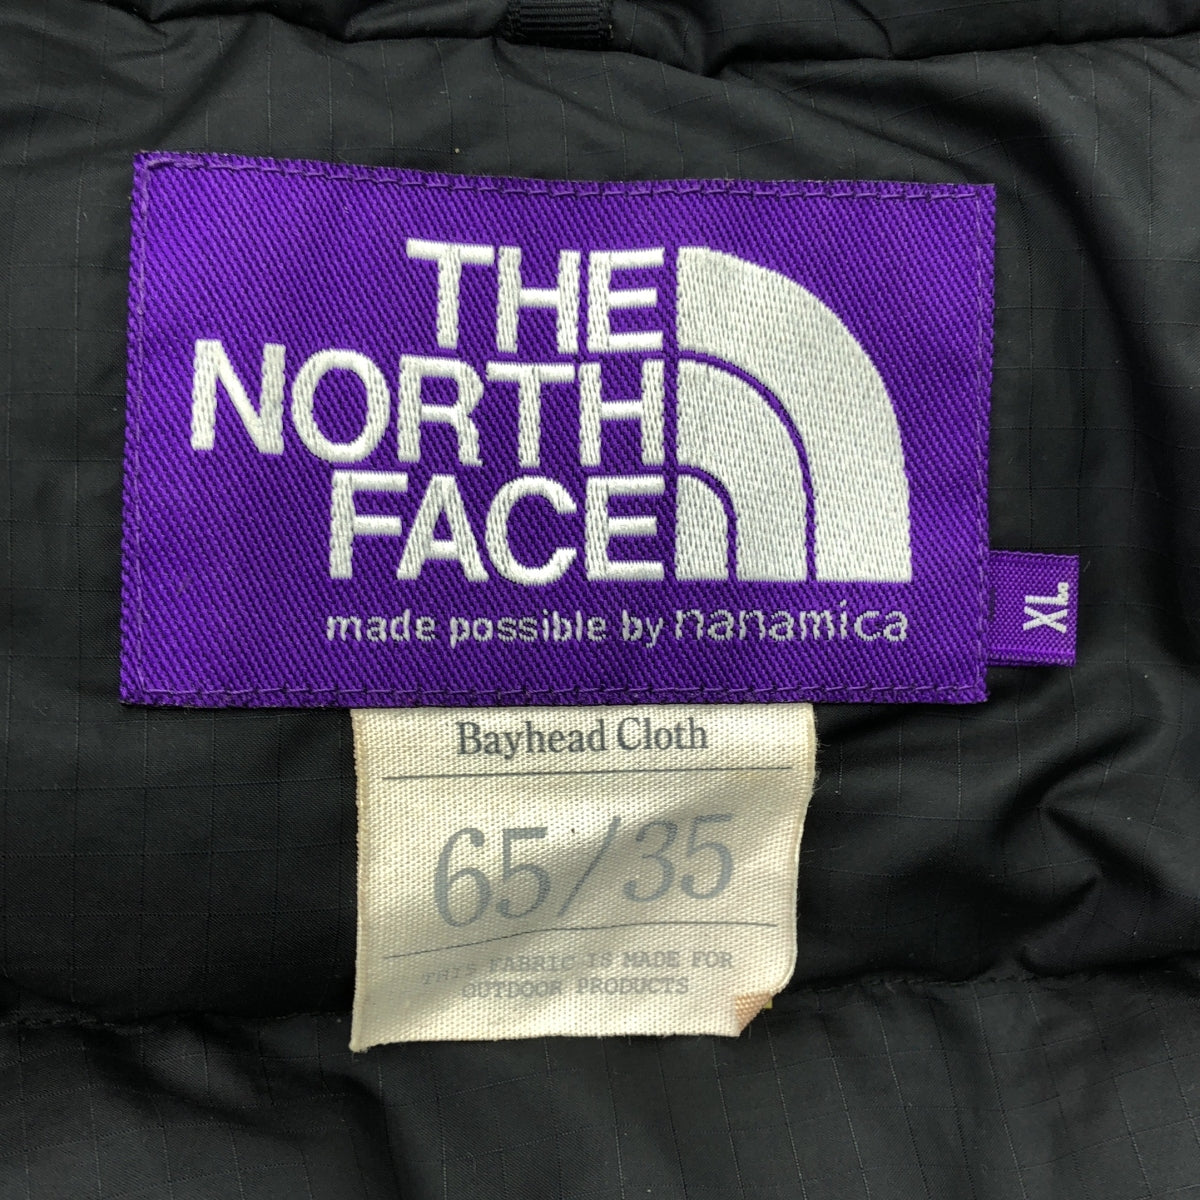 THE
NORTH
FACE
made possible by nanamica
XL
Bayhead Cloth
65/35
THIS FABRIC IS MADE FOR
OUTDOOR PRODUCTS